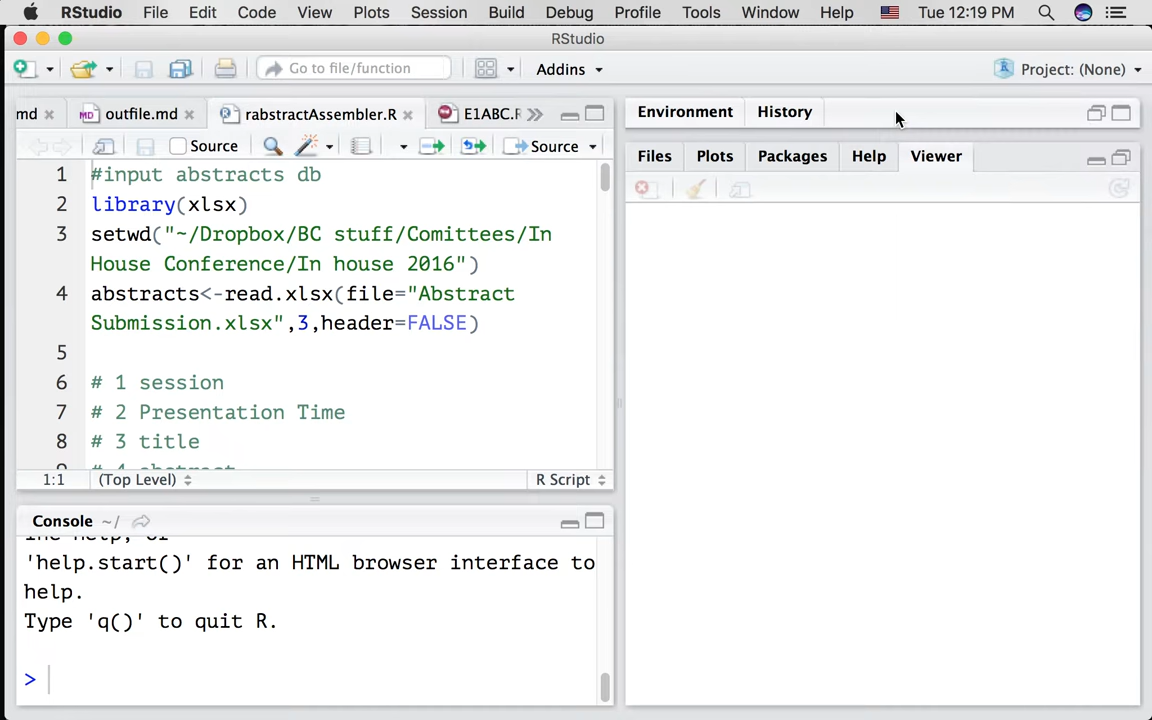 RStudio File Edit Code View Plots Session Build Debug Profile Tools Window Help Tue 12:19 PM
RStudio
Go to file/function Addins Project: (None)
md outfile.md rabstractAssembler.R E1ABC.R
Source Source
1 #input abstracts db
2 library(xlsx)
3 setwd("~/Dropbox/BC stuff/Comittees/In
House Conference/In house 2016")
4 abstracts<-read.xlsx(file="Abstract
Submission.xlsx",3,header=FALSE)
5
6 # 1 session
7 # 2 Presentation Time
8 # 3 title
9 # 4 abstract
1:1 (Top Level) R Script
Console ~/
'help.start()' for an HTML browser interface to
help.
Type 'q()' to quit R.
>
Environment History
Files Plots Packages Help Viewer